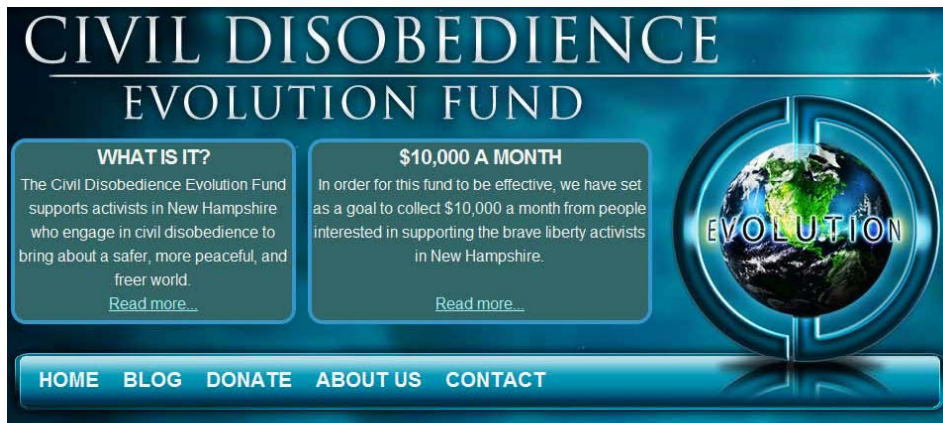 CIVIL DISOBEDIENCE
EVOLUTION FUND
WHAT IS IT?
The Civil Disobedience Evolution Fund
supports activists in New Hampshire
who engage in civil disobedience to
bring about a safer, more peaceful, and
freer world.
Read more...
$10,000 A MONTH
In order for this fund to be effective, we have set
as a goal to collect $10,000 a month from people
interested in supporting the brave liberty activists
in New Hampshire.
Read more...
EVOLUTION
HOME BLOG DONATE ABOUT US CONTACT